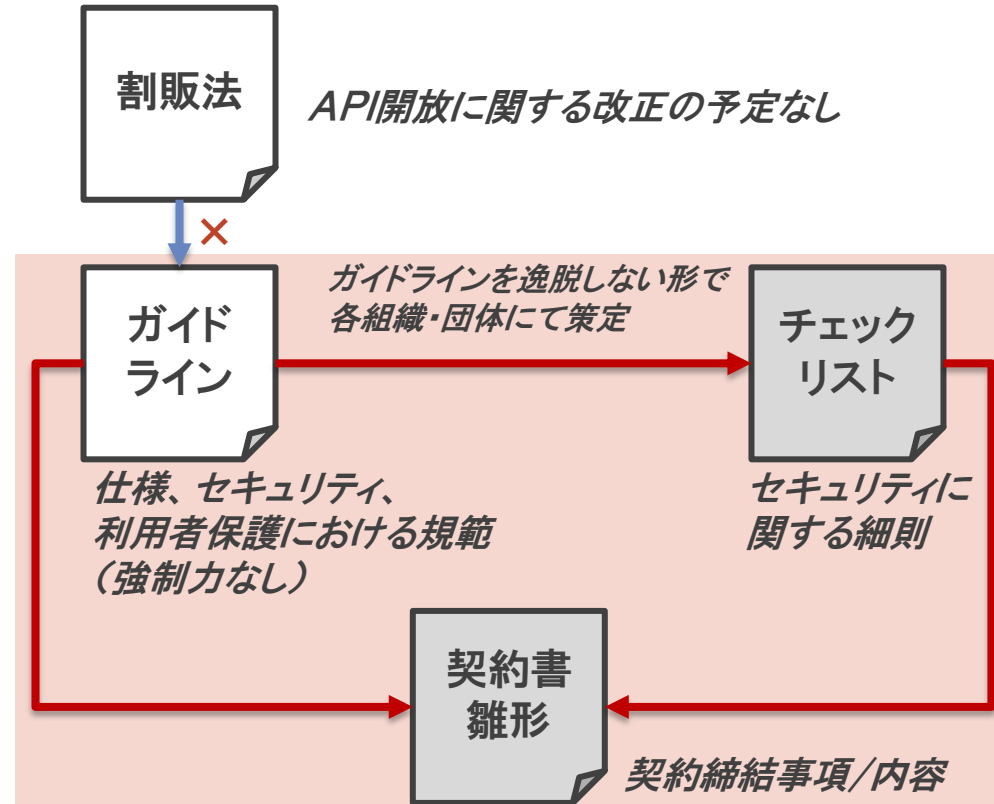 割販法
API開放に関する改正の予定なし
×
ガイド
ライン
ガイドラインを逸脱しない形で
各組織・団体にて策定
チェック
リスト
仕様、セキュリティ、
利用者保護における規範
（強制力なし）
セキュリティに
関する細則
契約書
雛形
契約締結事項/内容